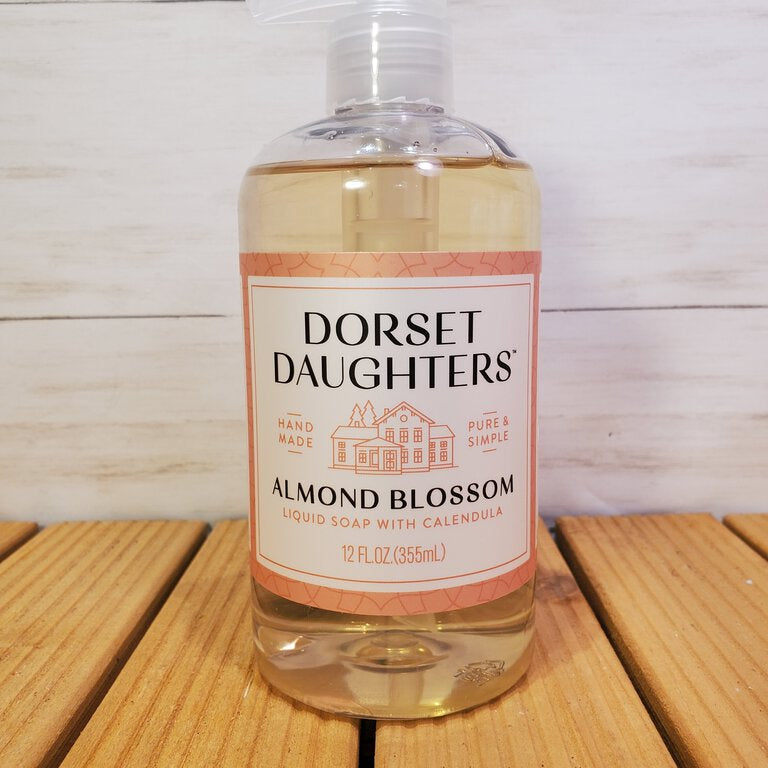 DORSET
DAUGHTERS™
HAND
MADE
PURE &
SIMPLE
ALMOND BLOSSOM
LIQUID SOAP WITH CALENDULA
12 FL.OZ.(355mL)